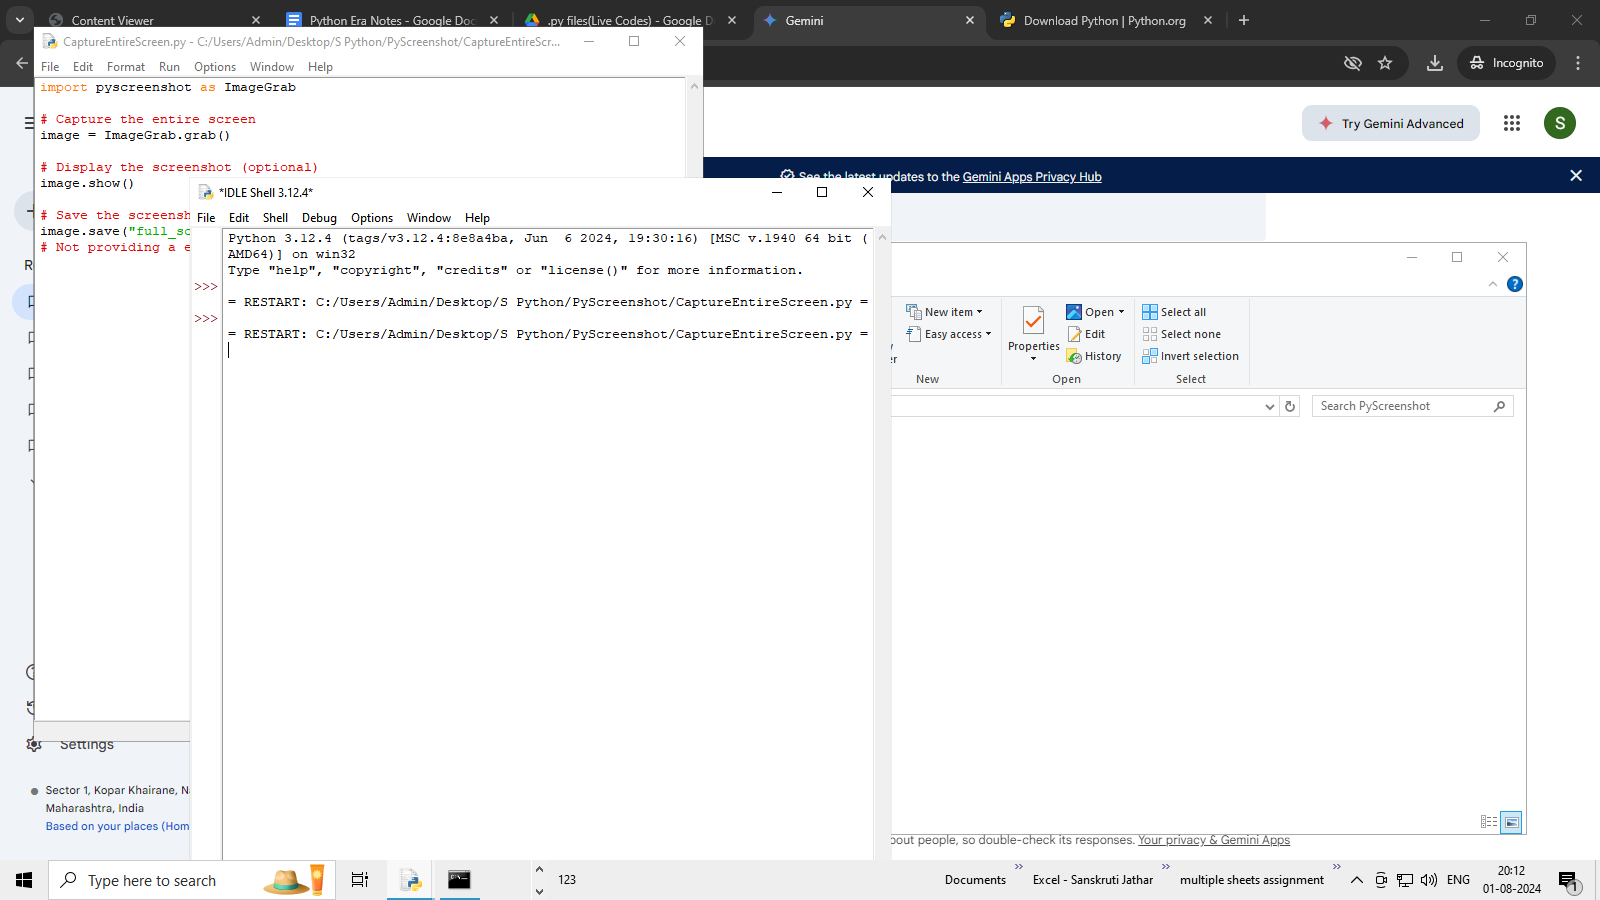 Content Viewer
Python Era Notes - Google Doc
.py files(Live Codes) - Google D
Gemini
Download Python | Python.org
Incognito
CaptureEntireScreen.py - C:/Users/Admin/Desktop/S Python/PyScreenshot/CaptureEntireScr...
File Edit Format Run Options Window Help
import pyscreenshot as ImageGrab
# Capture the entire screen
image = ImageGrab.grab()
# Display the screenshot (optional)
image.show()
# Save the screensh
image.save("full_sc
# Not providing a e
Try Gemini Advanced
S
See the latest updates to the Gemini Apps Privacy Hub
*IDLE Shell 3.12.4*
File Edit Shell Debug Options Window Help
Python 3.12.4 (tags/v3.12.4:8e8a4ba, Jun  6 2024, 19:30:16) [MSC v.1940 64 bit (
AMD64)] on win32
Type "help", "copyright", "credits" or "license()" for more information.
>>>
= RESTART: C:/Users/Admin/Desktop/S Python/PyScreenshot/CaptureEntireScreen.py =
>>>
= RESTART: C:/Users/Admin/Desktop/S Python/PyScreenshot/CaptureEntireScreen.py =
New item
Easy access
New
Properties
Open
Edit
History
Open
Select all
Select none
Invert selection
Select
Search PyScreenshot
Settings
Sector 1, Kopar Khairane, N
Maharashtra, India
Based on your places (Hom
out people, so double-check its responses. Your privacy & Gemini Apps
Type here to search
123
Documents
Excel - Sanskruti Jathar
multiple sheets assignment
ENG
20:12
01-08-2024
1